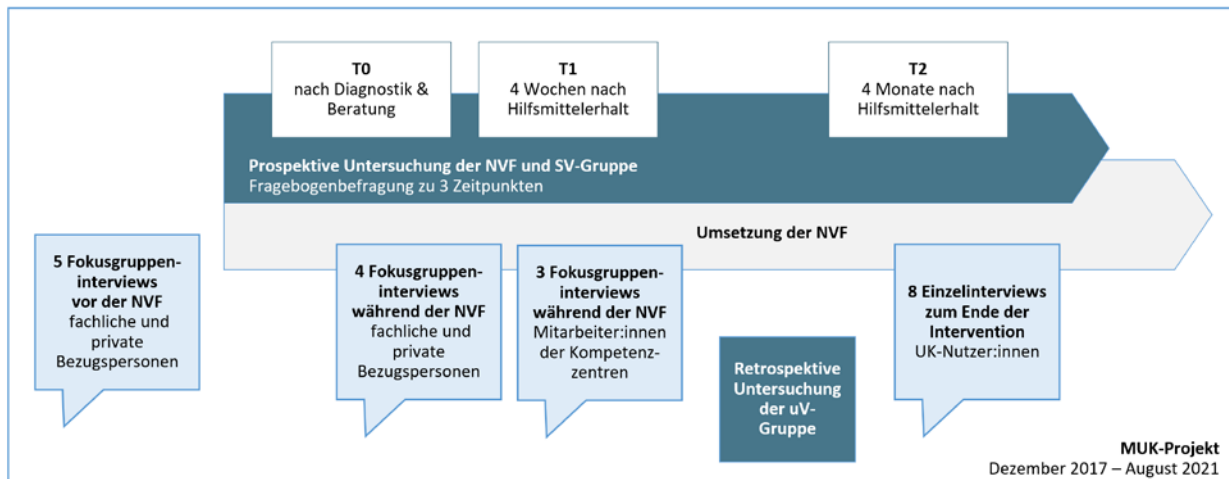 T0
nach Diagnostik &
Beratung
T1
4 Wochen nach
Hilfsmittelerhalt
T2
4 Monate nach
Hilfsmittelerhalt
Prospektive Untersuchung der NVF und SV-Gruppe
Fragebogenbefragung zu 3 Zeitpunkten
Umsetzung der NVF
5 Fokusgruppen-
interviews
vor der NVF
fachliche und
private
Bezugspersonen
4 Fokusgruppen-
interviews
während der NVF
fachliche und
private
Bezugspersonen
3 Fokusgruppen-
interviews
während der NVF
Mitarbeiter:innen
der Kompetenz-
zentren
Retrospektive
Untersuchung
der uV-
Gruppe
8 Einzelinterviews
zum Ende der
Intervention
UK-Nutzer:innen
MUK-Projekt
Dezember 2017 – August 2021